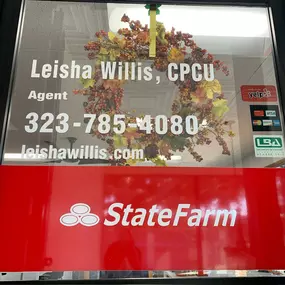 Leisha Willis, CPCU
Agent
323-785-4080
leishawillis.com
StateFarm